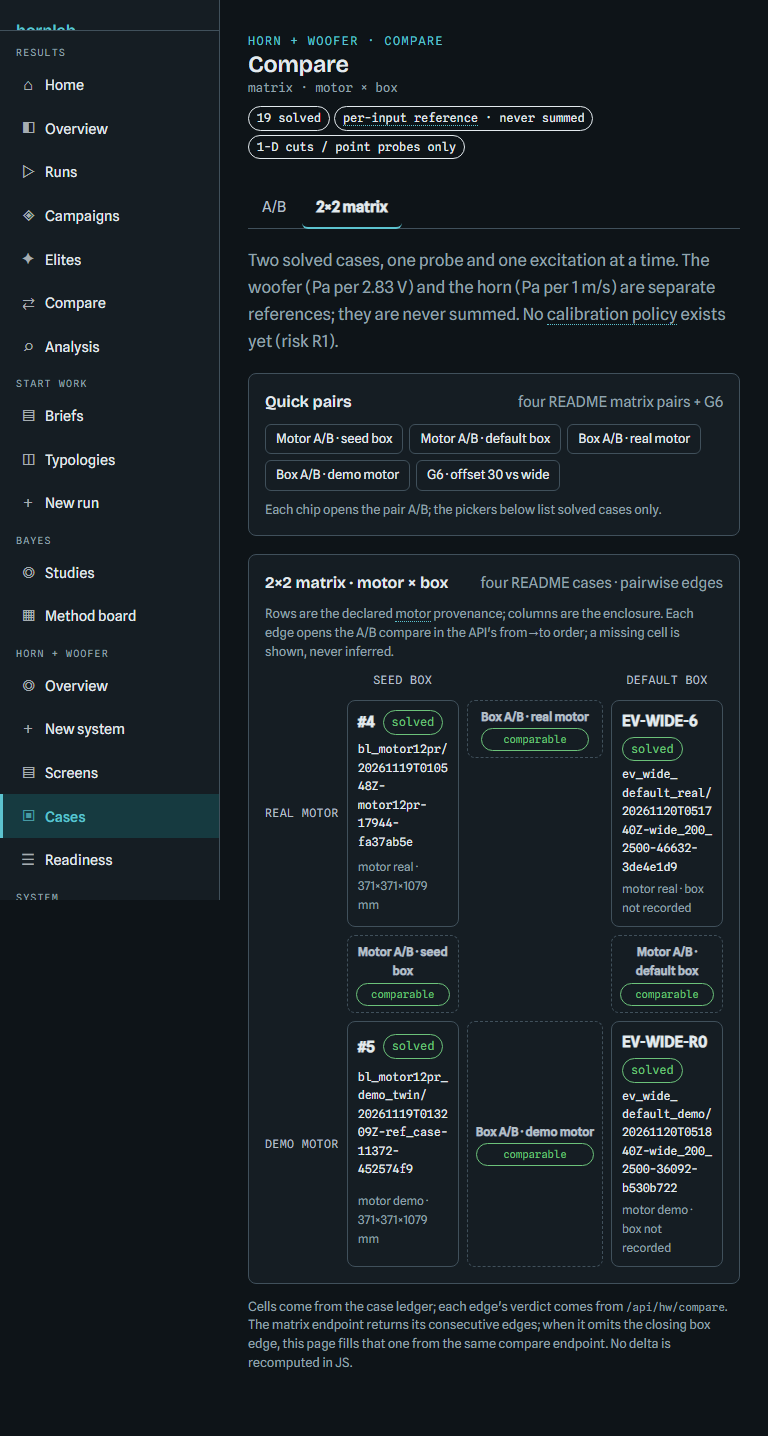 RESULTS
Home
Overview
Runs
Campaigns
Elites
Compare
Analysis
START WORK
Briefs
Typologies
New run
BAYES
Studies
Method board
HORN + WOOFER
Overview
New system
Screens
Cases
Readiness
SYSTEM
HORN + WOOFER · COMPARE
Compare
matrix · motor × box
19 solved
per-input reference · never summed
1-D cuts / point probes only
A/B
2×2 matrix
Two solved cases, one probe and one excitation at a time. The
woofer (Pa per 2.83 V) and the horn (Pa per 1 m/s) are separate
references; they are never summed. No calibration policy exists
yet (risk R1).
Quick pairs
four README matrix pairs + G6
Motor A/B · seed box
Motor A/B · default box
Box A/B · real motor
Box A/B · demo motor
G6 · offset 30 vs wide
Each chip opens the pair A/B; the pickers below list solved cases only.
2×2 matrix · motor × box
four README cases · pairwise edges
Rows are the declared motor provenance; columns are the enclosure. Each
edge opens the A/B compare in the API's from→to order; a missing cell is
shown, never inferred.
SEED BOX
DEFAULT BOX
REAL MOTOR
#4 solved
bl_motor12pr/
20261119T0105
48Z-
motor12pr-
17944-
fa37ab5e
motor real ·
371×371×1079
mm
Box A/B · real motor
comparable
EV-WIDE-6
solved
ev_wide_
default_real/
20261120T0517
40Z-wide_200_
2500-46632-
3de4e1d9
motor real · box
not recorded
Motor A/B · seed
box
comparable
Motor A/B ·
default box
comparable
DEMO MOTOR
#5 solved
bl_motor12pr_
demo_twin/
20261119T0132
09Z-ref_case-
11372-
452574f9
motor demo ·
371×371×1079
mm
Box A/B · demo motor
comparable
EV-WIDE-R0
solved
ev_wide_
default_demo/
20261120T0518
40Z-wide_200_
2500-36092-
b530b722
motor demo ·
box not
recorded
Cells come from the case ledger; each edge's verdict comes from /api/hw/compare.
The matrix endpoint returns its consecutive edges; when it omits the closing box
edge, this page fills that one from the same compare endpoint. No delta is
recomputed in JS.